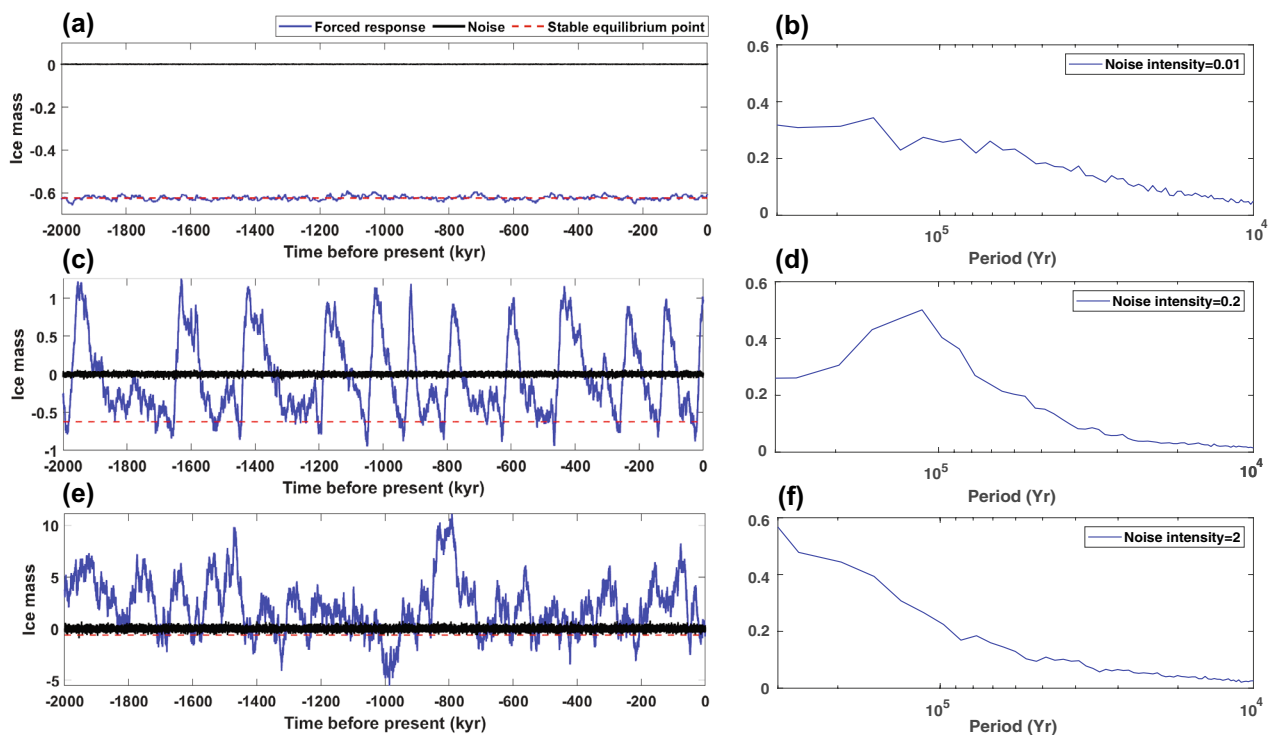 (a)
Forced response Noise Stable equilibrium point
0
-0.2
-0.4
-0.6
Ice mass
-2000 -1800 -1600 -1400 -1200 -1000 -800 -600 -400 -200 0
Time before present (kyr)
(b)
0.6
0.4
0.2
0
Noise intensity=0.01
10^5 10^4
Period (Yr)
(c)
1
0.5
0
-0.5
-1
Ice mass
-2000 -1800 -1600 -1400 -1200 -1000 -800 -600 -400 -200 0
Time before present (kyr)
(d)
0.6
0.4
0.2
0
Noise intensity=0.2
10^5 10^4
Period (Yr)
(e)
10
5
0
-5
Ice mass
-2000 -1800 -1600 -1400 -1200 -1000 -800 -600 -400 -200 0
Time before present (kyr)
(f)
0.6
0.4
0.2
0
Noise intensity=2
10^5 10^4
Period (Yr)